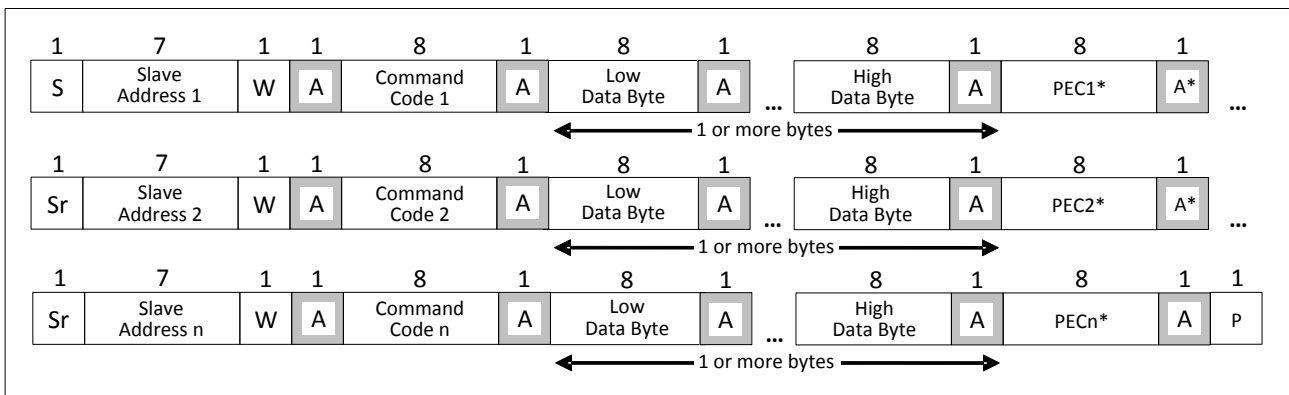 1 7 1 1 8 1 8 1 8 1 8 1
S Slave Address 1 W A Command Code 1 A Low Data Byte A ... High Data Byte A PEC1* A* ...
1 or more bytes
1 7 1 1 8 1 8 1 8 1 8 1
Sr Slave Address 2 W A Command Code 2 A Low Data Byte A ... High Data Byte A PEC2* A* ...
1 or more bytes
1 7 1 1 8 1 8 1 8 1 8 1 1
Sr Slave Address n W A Command Code n A Low Data Byte A ... High Data Byte A PECn* A P
1 or more bytes